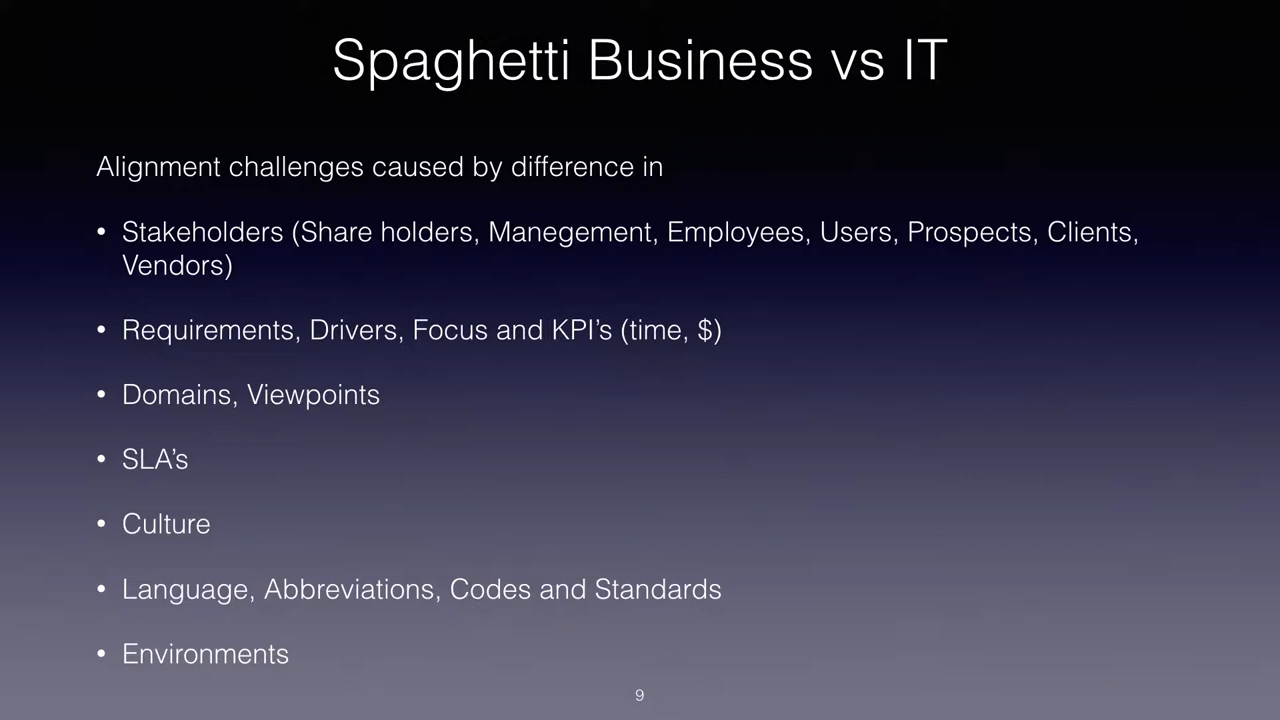 Spaghetti Business vs IT
Alignment challenges caused by difference in
• Stakeholders (Share holders, Manegement, Employees, Users, Prospects, Clients,
Vendors)
• Requirements, Drivers, Focus and KPI’s (time, $)
• Domains, Viewpoints
• SLA’s
• Culture
• Language, Abbreviations, Codes and Standards
• Environments
9